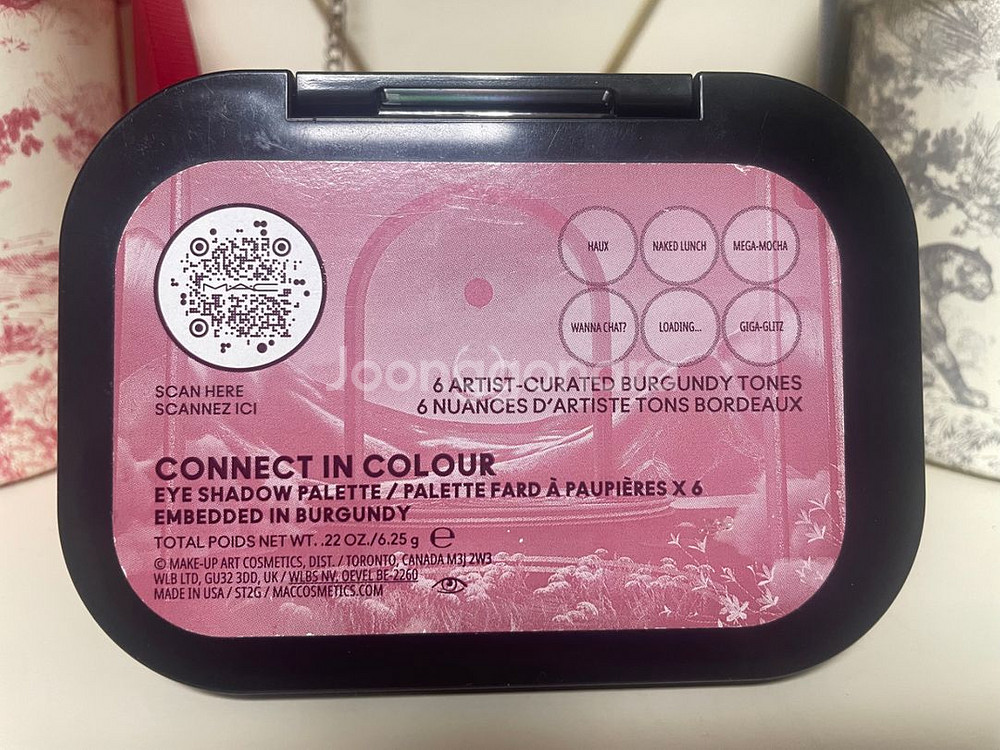 MAC
HAUX
NAKED LUNCH
MEGA-MOCHA
WANNA CHAT?
LOADING...
GIGA-GLITZ
SCAN HERE
SCANNEZ ICI
6 ARTIST-CURATED BURGUNDY TONES
6 NUANCES D'ARTISTE TONS BORDEAUX
CONNECT IN COLOUR
EYE SHADOW PALETTE / PALETTE FARD À PAUPIÈRES X 6
EMBEDDED IN BURGUNDY
TOTAL POIDS NET WT. .22 OZ./6.25 g ℮
© MAKE-UP ART COSMETICS, DIST. / TORONTO, CANADA M3J 2W3
WLB LTD, GU32 3DD, UK / WLBS NV. OEVEL BE-2260
MADE IN USA / ST2G / MACCOSMETICS.COM